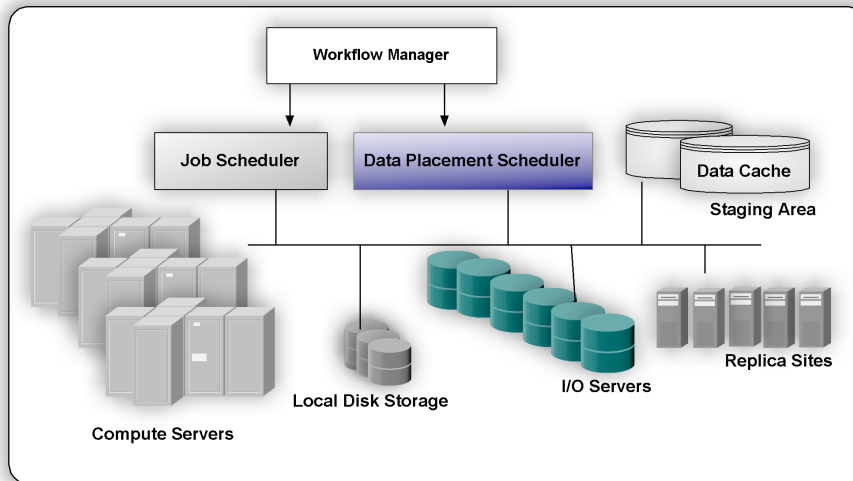 Workflow Manager
Job Scheduler
Data Placement Scheduler
Data Cache
Staging Area
Replica Sites
I/O Servers
Local Disk Storage
Compute Servers